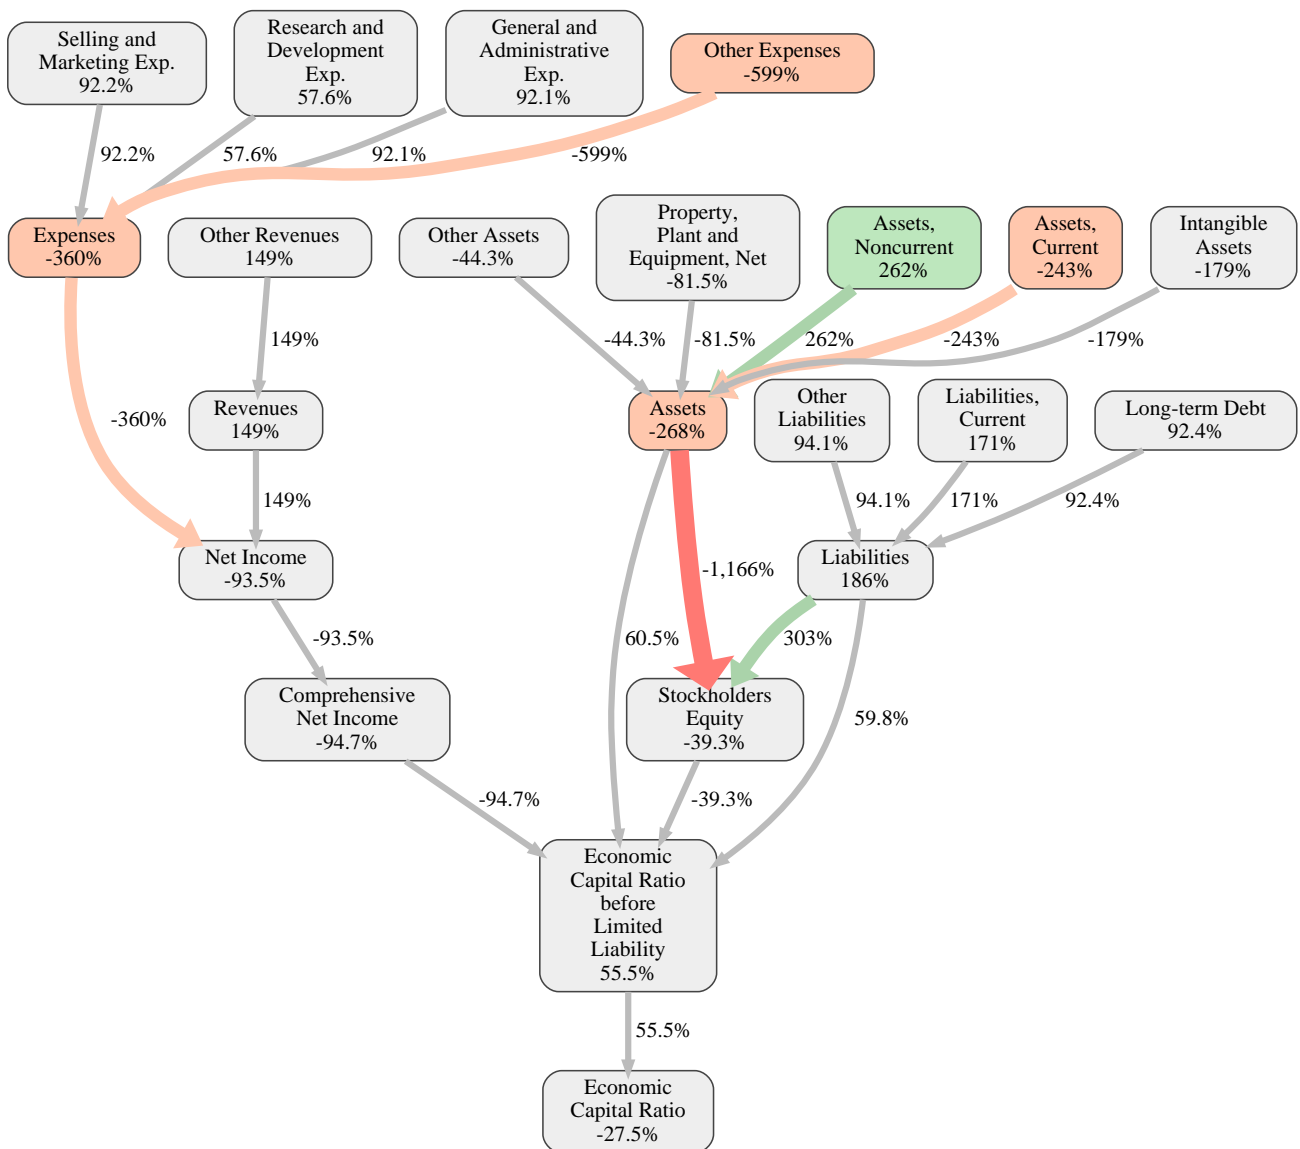 Selling and
Marketing Exp.
92.2%
Research and
Development
Exp.
57.6%
General and
Administrative
Exp.
92.1%
Other Expenses
-599%
92.2%
57.6%
92.1%
-599%
Expenses
-360%
Other Revenues
149%
Other Assets
-44.3%
Property,
Plant and
Equipment, Net
-81.5%
Assets,
Noncurrent
262%
Assets,
Current
-243%
Intangible
Assets
-179%
149%
-44.3%
-81.5%
262%
-243%
-179%
-360%
Revenues
149%
Assets
-268%
Other
Liabilities
94.1%
Liabilities,
Current
171%
Long-term Debt
92.4%
149%
94.1%
171%
92.4%
Net Income
-93.5%
-1,166%
Liabilities
186%
-93.5%
60.5%
303%
Comprehensive
Net Income
-94.7%
Stockholders
Equity
-39.3%
59.8%
-94.7%
-39.3%
Economic
Capital Ratio
before
Limited
Liability
55.5%
55.5%
Economic
Capital Ratio
-27.5%